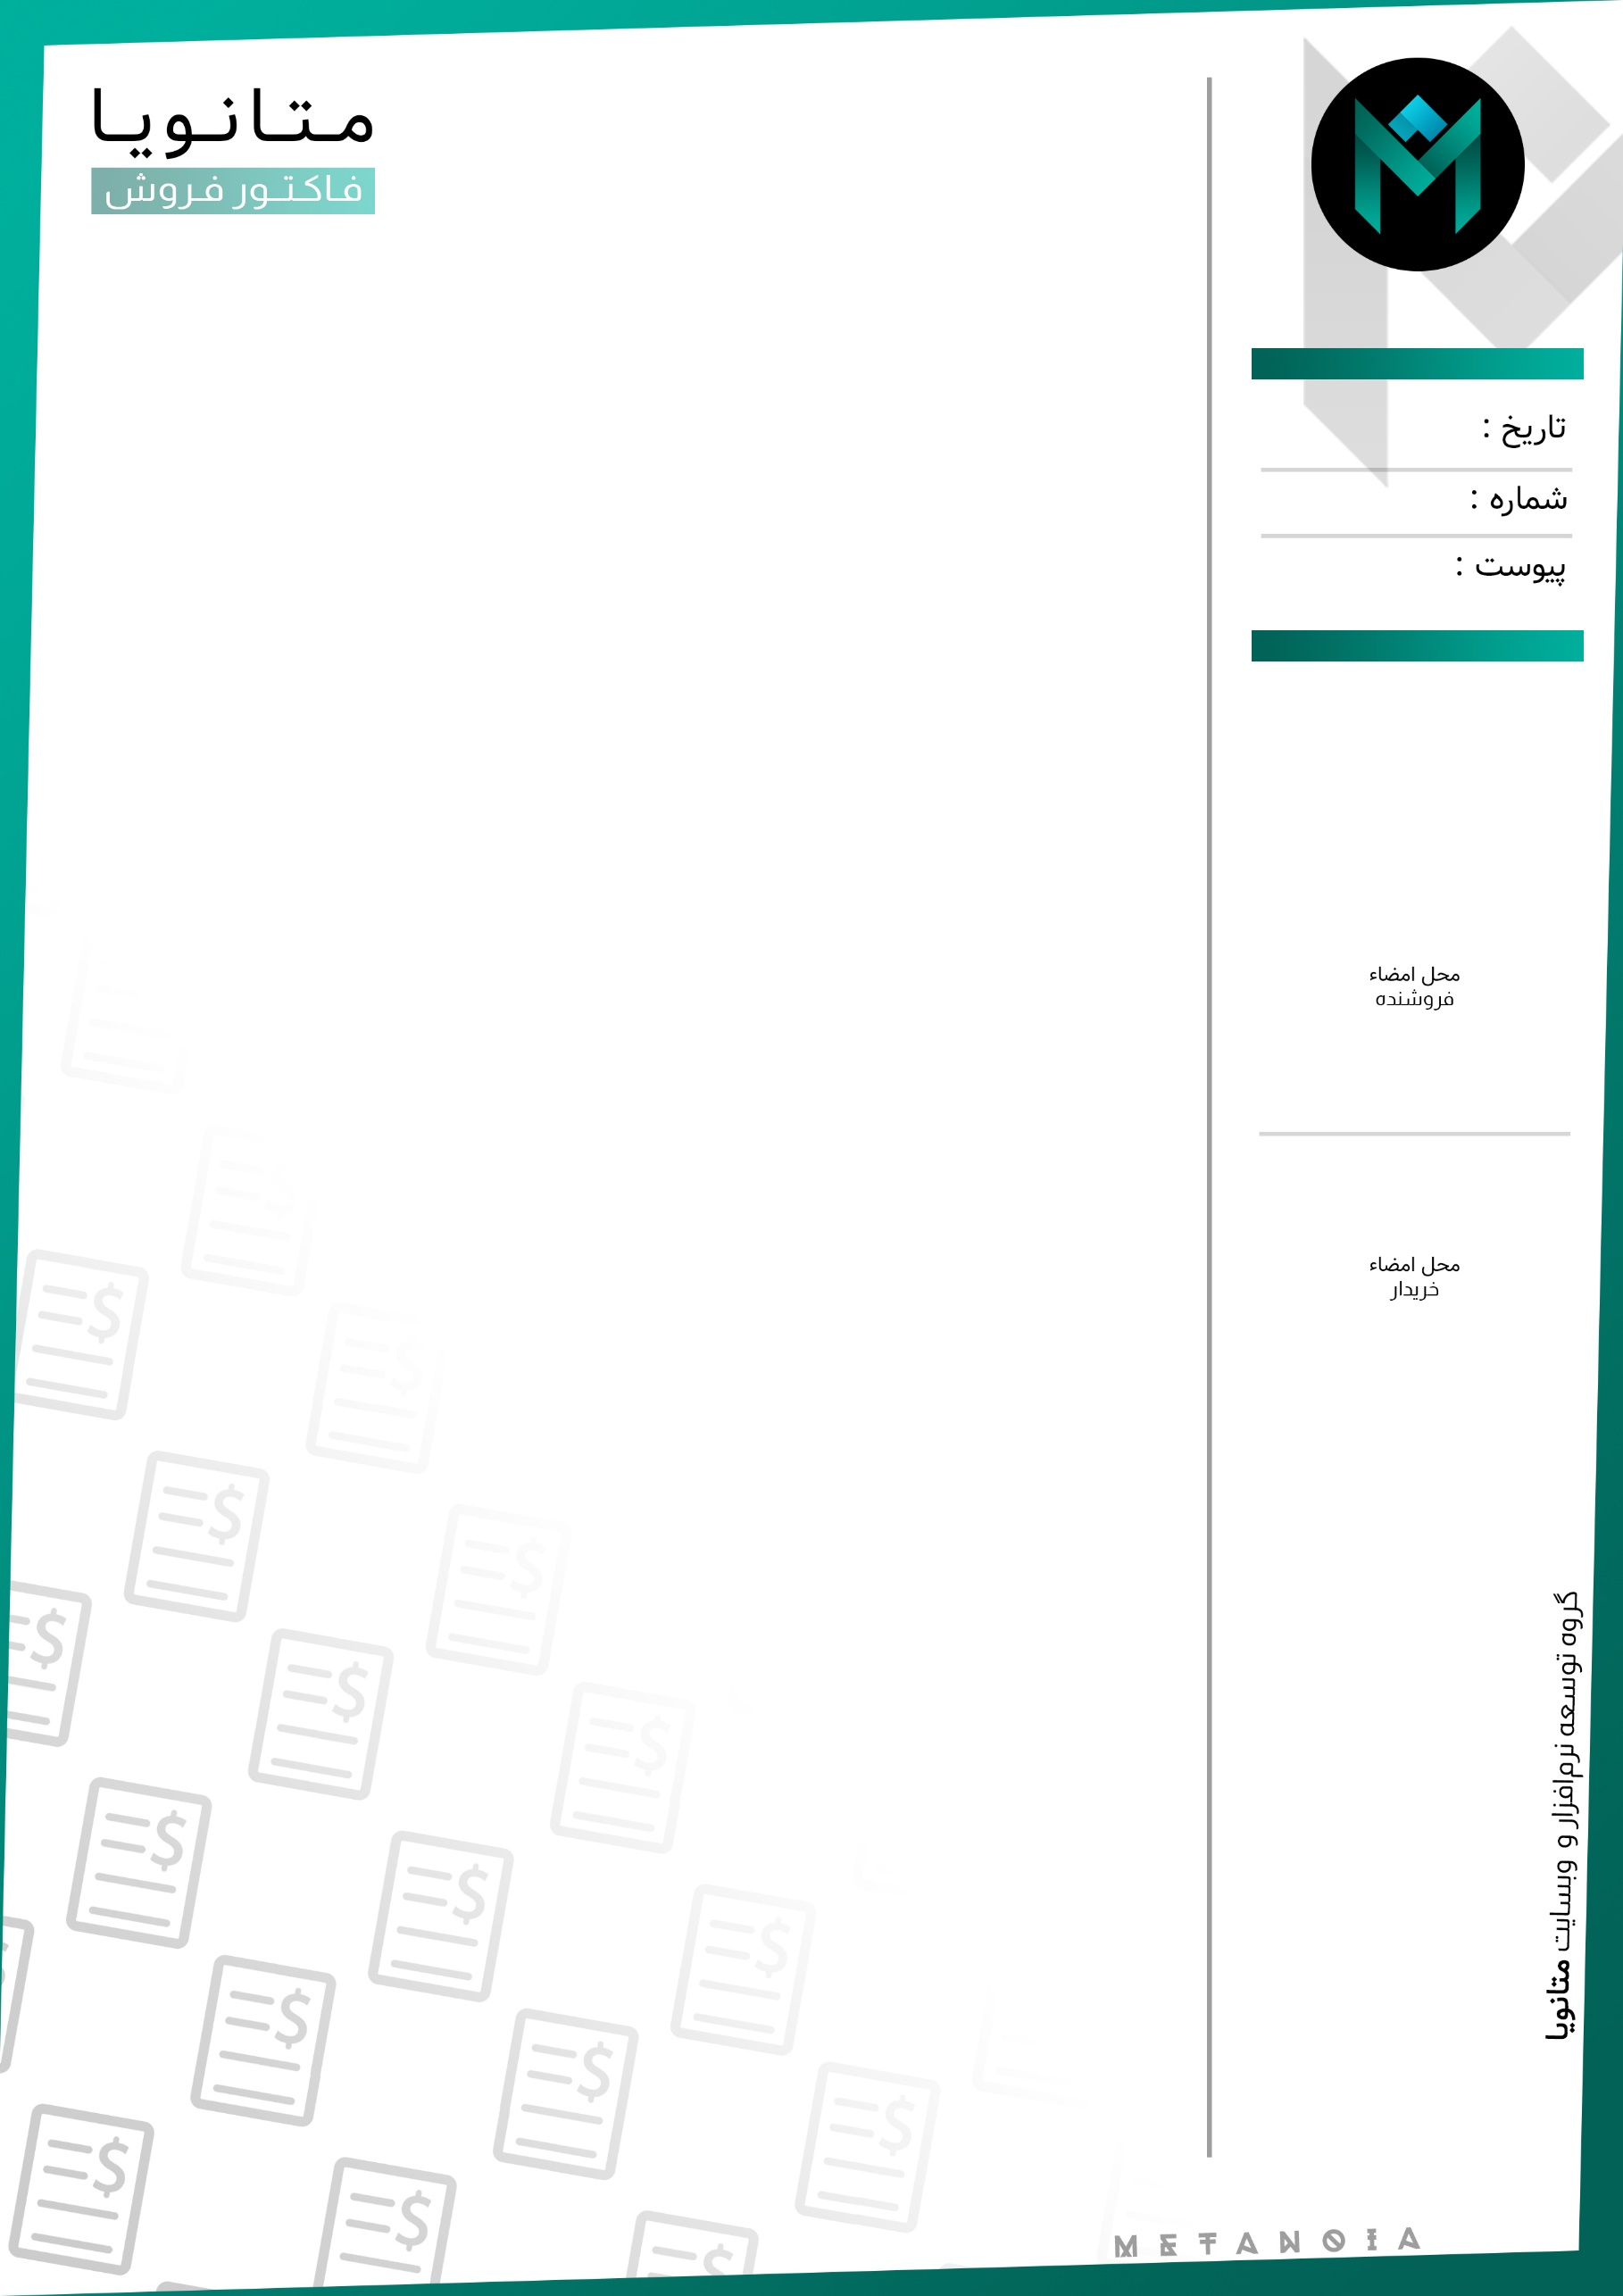 متانویا
فاکتور فروش
تاریخ :
شماره :
پیوست :
محل امضاء
فروشنده
محل امضاء
خریدار
گروه توسعه نرم‌افزار و وبسایت متانویا
METANOIA